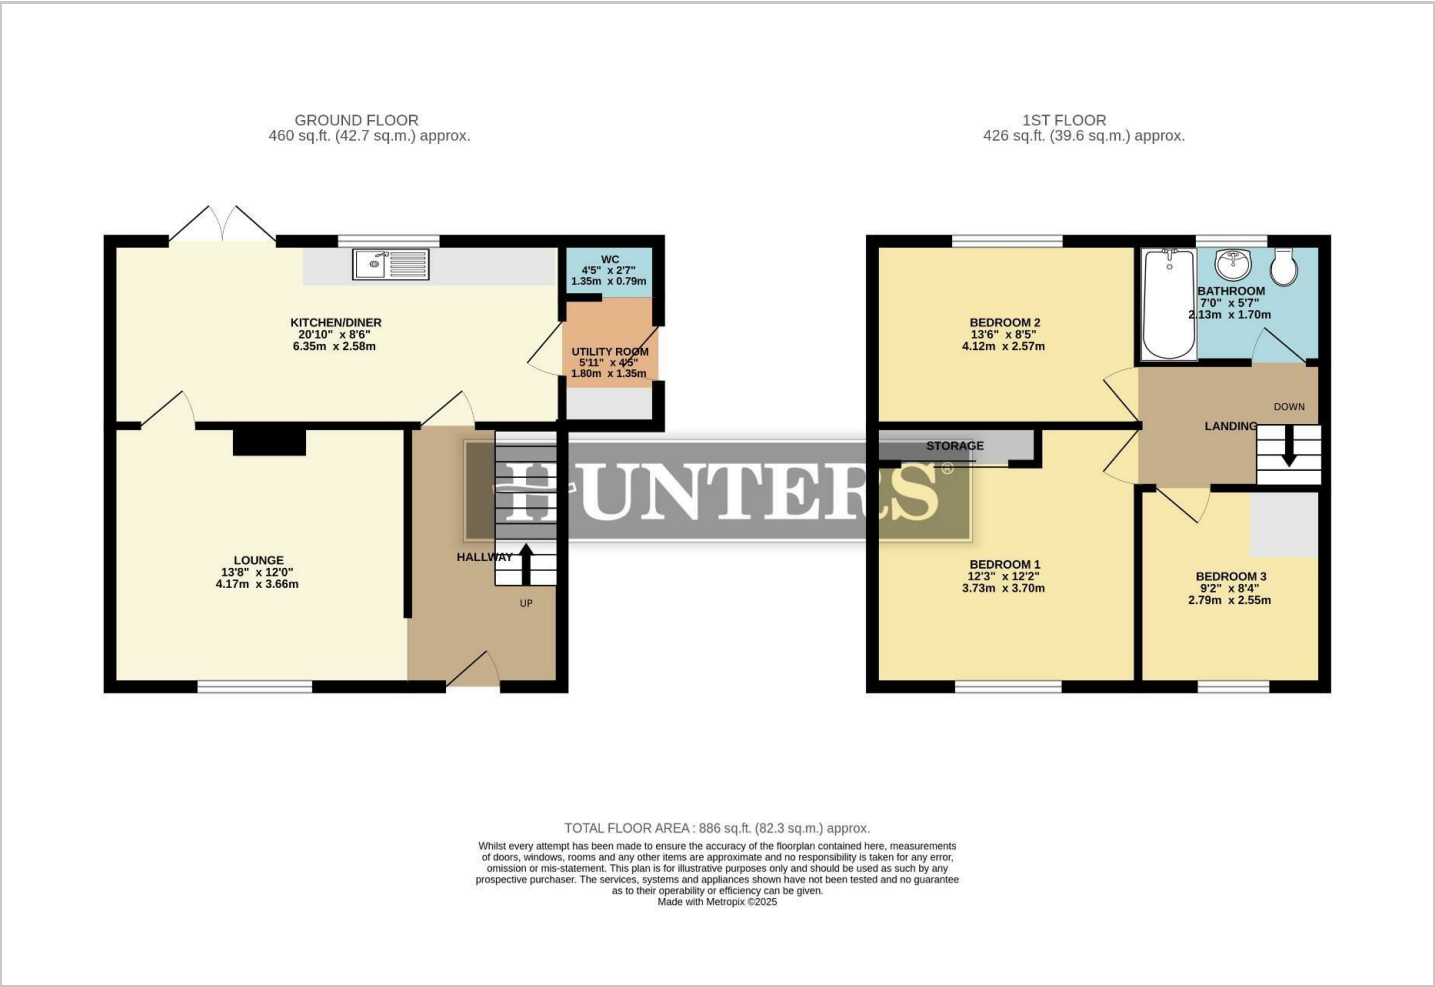 GROUND FLOOR
460 sq.ft. (42.7 sq.m.) approx.
1ST FLOOR
426 sq.ft. (39.6 sq.m.) approx.
WC
4'5" x 2'7"
1.35m x 0.79m
KITCHEN/DINER
20'10" x 8'6"
6.35m x 2.58m
UTILITY ROOM
5'11" x 4'5"
1.80m x 1.35m
LOUNGE
13'8" x 12'0"
4.17m x 3.66m
HALLWAY
UP
BATHROOM
7'0" x 5'7"
2.13m x 1.70m
BEDROOM 2
13'6" x 8'5"
4.12m x 2.57m
DOWN
LANDING
STORAGE
HUNTERS®
BEDROOM 1
12'3" x 12'2"
3.73m x 3.70m
BEDROOM 3
9'2" x 8'4"
2.79m x 2.55m
TOTAL FLOOR AREA : 886 sq.ft. (82.3 sq.m.) approx.
Whilst every attempt has been made to ensure the accuracy of the floorplan contained here, measurements
of doors, windows, rooms and any other items are approximate and no responsibility is taken for any error,
omission or mis-statement. This plan is for illustrative purposes only and should be used as such by any
prospective purchaser. The services, systems and appliances shown have not been tested and no guarantee
as to their operability or efficiency can be given.
Made with Metropix ©2025